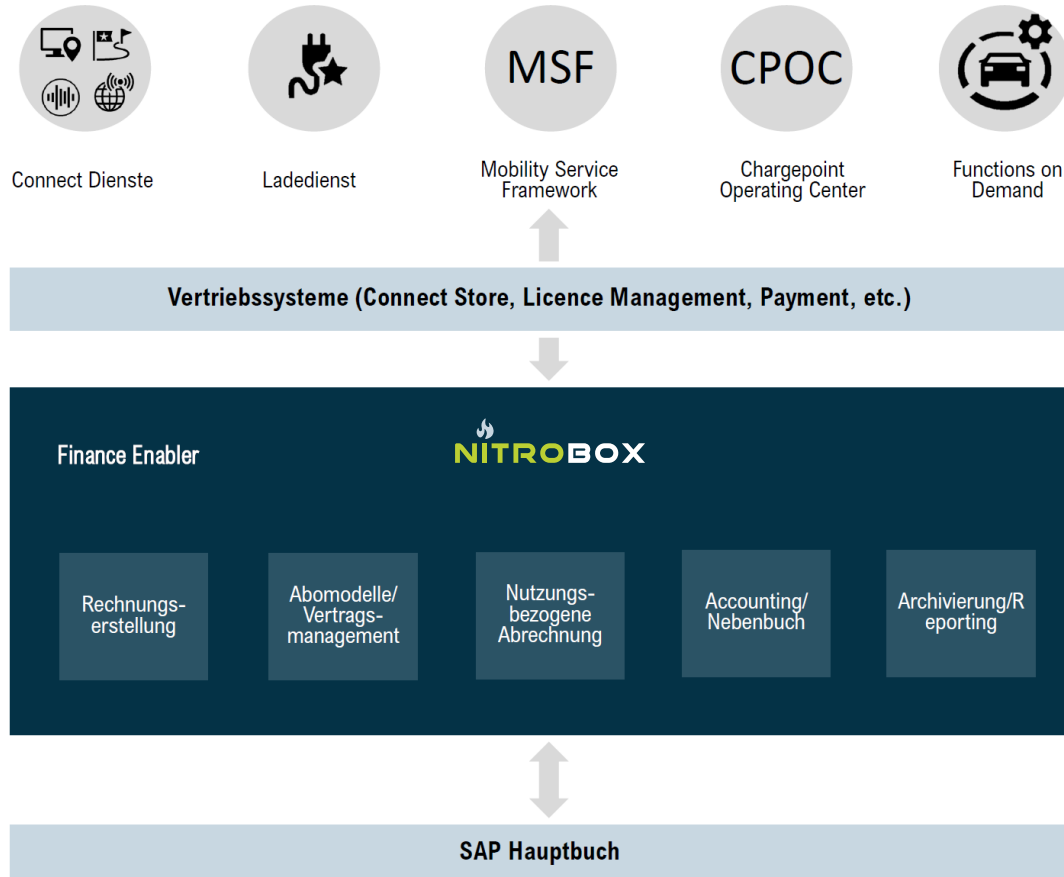 MSF
CPOC
Connect Dienste
Ladedienst
Mobility Service
Framework
Chargepoint
Operating Center
Functions on
Demand
Vertriebssysteme (Connect Store, Licence Management, Payment, etc.)
Finance Enabler
NITROBOX
Rechnungs-
erstellung
Abomodelle/
Vertrags-
management
Nutzungs-
bezogene
Abrechnung
Accounting/
Nebenbuch
Archivierung/R
eporting
SAP Hauptbuch